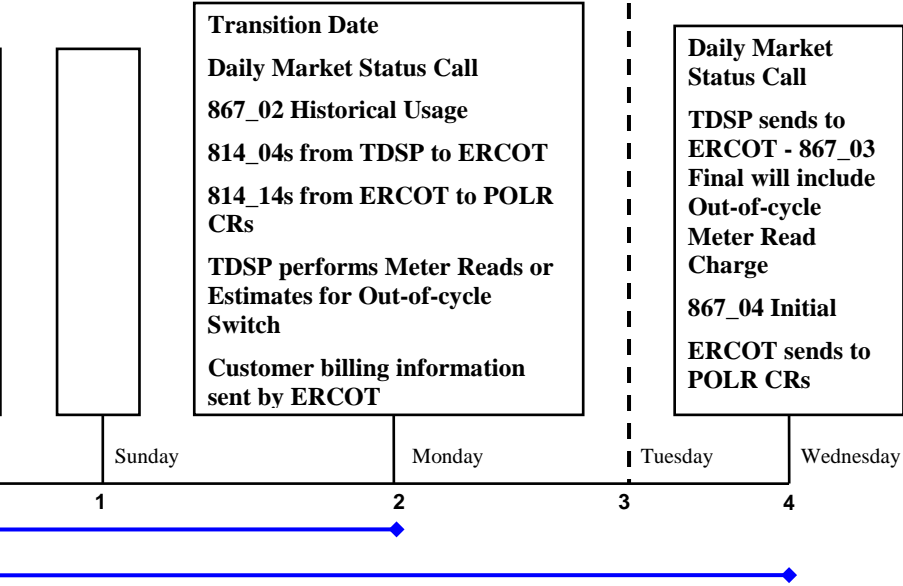 Transition Date
Daily Market Status Call
867_02 Historical Usage
814_04s from TDSP to ERCOT
814_14s from ERCOT to POLR
CRs
TDSP performs Meter Reads or
Estimates for Out-of-cycle
Switch
Customer billing information
sent by ERCOT
Daily Market
Status Call
TDSP sends to
ERCOT - 867_03
Final will include
Out-of-cycle
Meter Read
Charge
867_04 Initial
ERCOT sends to
POLR CRs
Sunday
Monday
Tuesday
Wednesday
1
2
3
4